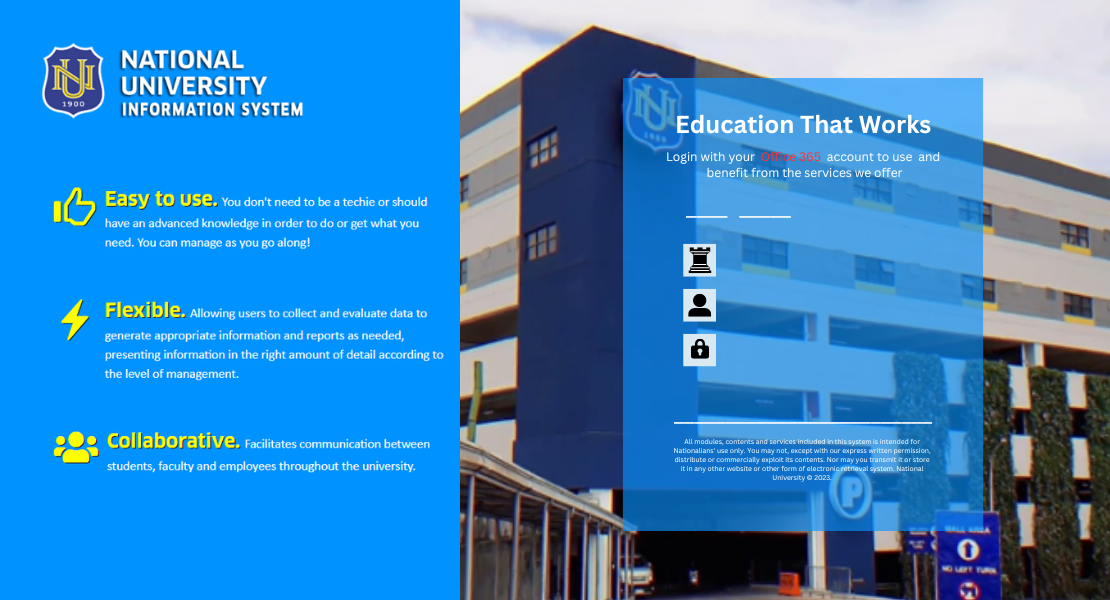 NU
1900
NATIONAL
UNIVERSITY
INFORMATION SYSTEM
Easy to use. You don't need to be a techie or should
have an advanced knowledge in order to do or get what you
need. You can manage as you go along!
Flexible. Allowing users to collect and evaluate data to
generate appropriate information and reports as needed,
presenting information in the right amount of detail according to
the level of management.
Collaborative. Facilitates communication between
students, faculty and employees throughout the university.
NU
1900
Education That Works
Login with your Office 365 account to use and
benefit from the services we offer
All modules, contents and services included in this system is intended for
Nationalians' use only. You may not, except with our express written permission,
distribute or commercially exploit its contents. Nor may you transmit it or store
it in any other website or other form of electronic retrieval system. National
University © 2023.
P
MALL AREA
NO LEFT TURN